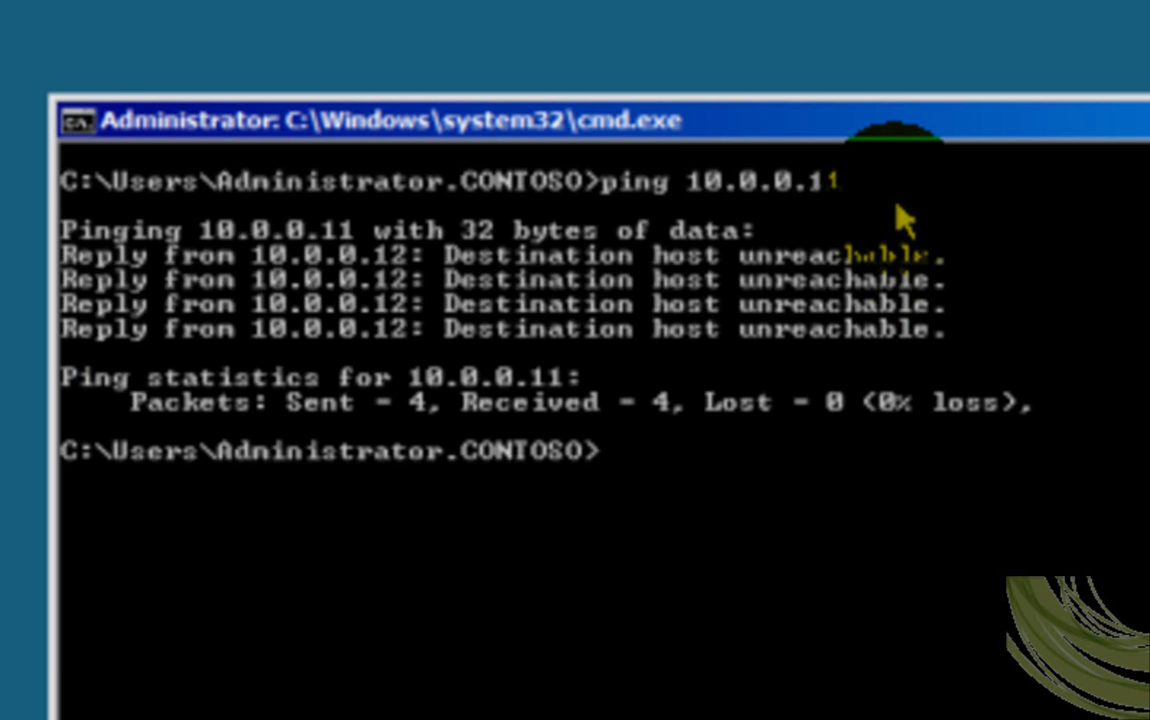 Administrator: C:\Windows\system32\cmd.exe
C:\Users\Administrator.CONTOSO>ping 10.0.0.11
Pinging 10.0.0.11 with 32 bytes of data:
Reply from 10.0.0.12: Destination host unreachable.
Reply from 10.0.0.12: Destination host unreachable.
Reply from 10.0.0.12: Destination host unreachable.
Reply from 10.0.0.12: Destination host unreachable.
Ping statistics for 10.0.0.11:
Packets: Sent = 4, Received = 4, Lost = 0 (0% loss),
C:\Users\Administrator.CONTOSO>